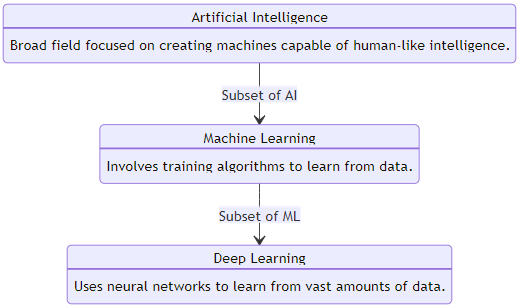 Artificial Intelligence
Broad field focused on creating machines capable of human-like intelligence.
Subset of AI
Machine Learning
Involves training algorithms to learn from data.
Subset of ML
Deep Learning
Uses neural networks to learn from vast amounts of data.